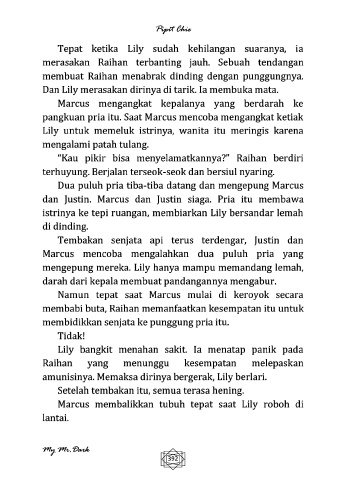 Pipit Chie
Tepat ketika Lily sudah kehilangan suaranya, ia
merasakan Raihan terbanting jauh. Sebuah tendangan
membuat Raihan menabrak dinding dengan punggungnya.
Dan Lily merasakan dirinya di tarik. Ia membuka mata.
Marcus mengangkat kepalanya yang berdarah ke
pangkuan pria itu. Saat Marcus mencoba mengangkat ketiak
Lily untuk memeluk istrinya, wanita itu meringis karena
mengalami patah tulang.
“Kau pikir bisa menyelamatkannya?” Raihan berdiri
terhuyung. Berjalan terseok-seok dan bersiul nyaring.
Dua puluh pria tiba-tiba datang dan mengepung Marcus
dan Justin. Marcus dan Justin siaga. Pria itu membawa
istrinya ke tepi ruangan, membiarkan Lily bersandar lemah
di dinding.
Tembakan senjata api terus terdengar, Justin dan
Marcus mencoba mengalahkan dua puluh pria yang
mengepung mereka. Lily hanya mampu memandang lemah,
darah dari kepala membuat pandangannya mengabur.
Namun tepat saat Marcus mulai di keroyok secara
membabi buta, Raihan memanfaatkan kesempatan itu untuk
membidikkan senjata ke punggung pria itu.
Tidak!
Lily bangkit menahan sakit. Ia menatap panik pada
Raihan yang menunggu kesempatan melepaskan
amunisinya. Memaksa dirinya bergerak, Lily berlari.
Setelah tembakan itu, semua terasa hening.
Marcus membalikkan tubuh tepat saat Lily roboh di
lantai.
My Mr. Dark
392